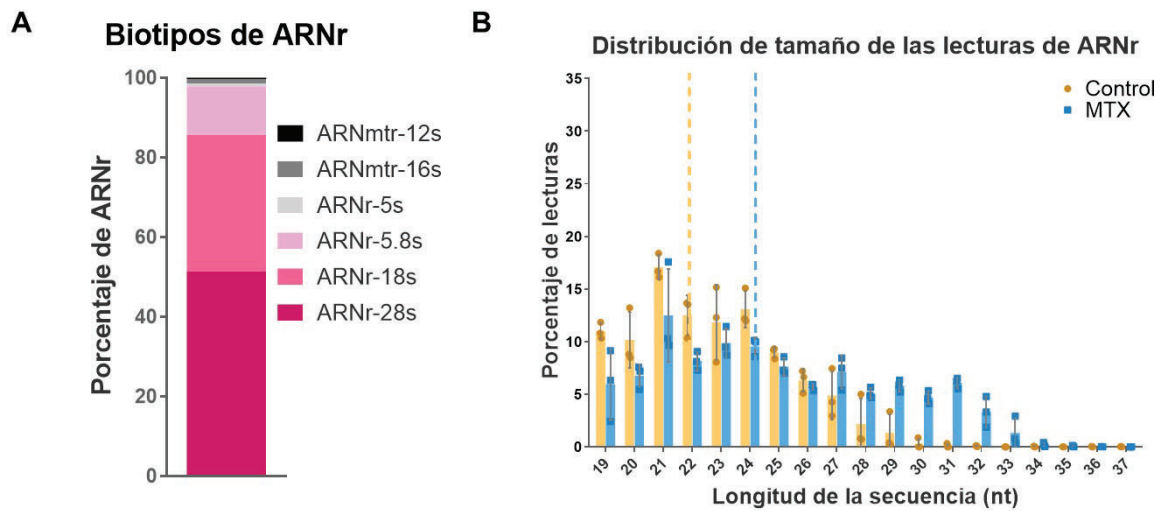 A
Biotipos de ARNr
Porcentaje de ARNr
100
80
60
40
20
0
ARNmtr-12s
ARNmtr-16s
ARNr-5s
ARNr-5.8s
ARNr-18s
ARNr-28s
B
Distribución de tamaño de las lecturas de ARNr
Control
MTX
Porcentaje de lecturas
35
30
25
20
15
10
5
0
19 20 21 22 23 24 25 26 27 28 29 30 31 32 33 34 35 36 37
Longitud de la secuencia (nt)